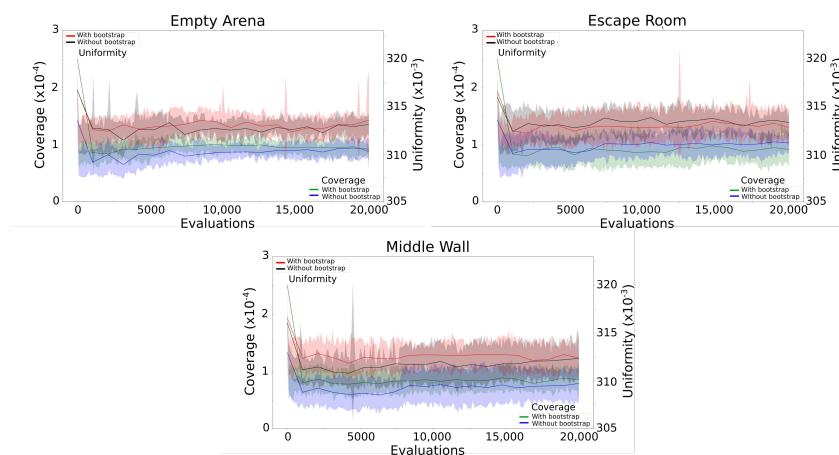 Empty Arena
3
2
1
0
Coverage (x10-4)
With bootstrap
Without bootstrap
Uniformity
320
315
310
305
Uniformity (x10-3)
Coverage
With bootstrap
Without bootstrap
0 5000 10,000 15,000 20,000
Evaluations
Escape Room
3
2
1
0
Coverage (x10-4)
With bootstrap
Without bootstrap
Uniformity
320
315
310
305
Uniformity (x10-3)
Coverage
With bootstrap
Without bootstrap
0 5000 10,000 15,000 20,000
Evaluations
Middle Wall
3
2
1
0
Coverage (x10-4)
With bootstrap
Without bootstrap
Uniformity
320
315
310
305
Uniformity (x10-3)
Coverage
With bootstrap
Without bootstrap
0 5000 10,000 15,000 20,000
Evaluations